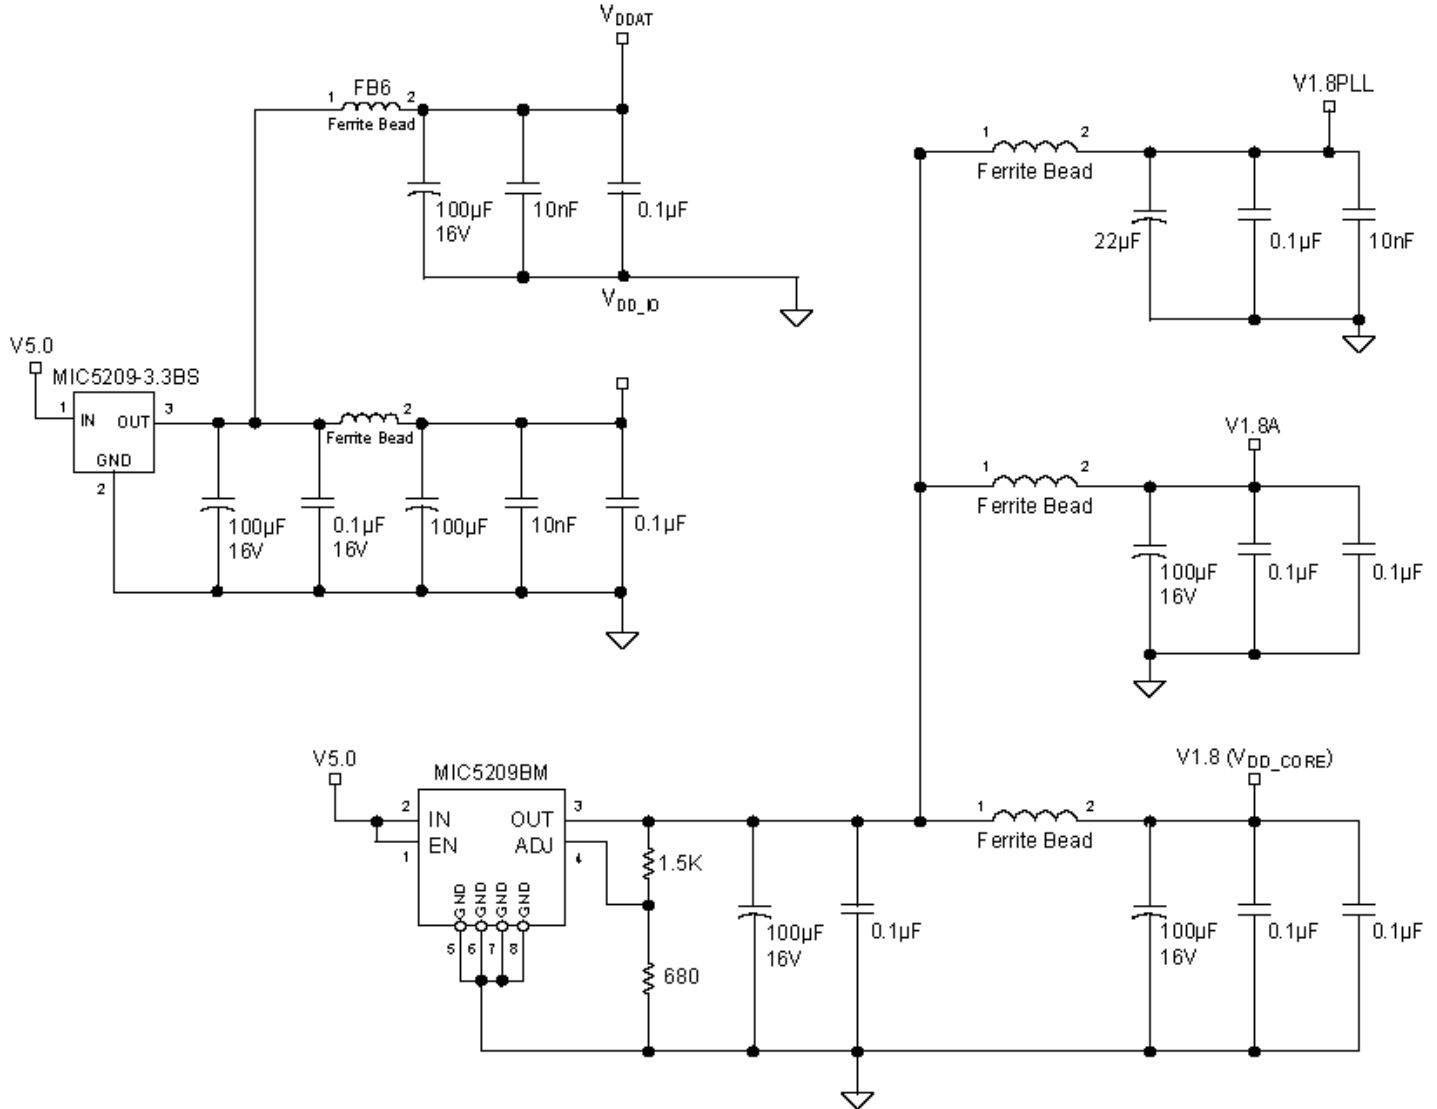 V_DDAT
FB6
1 2
Ferrite Bead
100µF
16V
10nF
0.1µF
V_DD_IO
V5.0
MIC5209-3.3BS
1 IN OUT 3
GND
2
2
Ferrite Bead
100µF
16V
0.1µF
16V
100µF
10nF
0.1µF
V1.8PLL
1 2
Ferrite Bead
22µF
0.1µF
10nF
V1.8A
1 2
Ferrite Bead
100µF
16V
0.1µF
0.1µF
V5.0
MIC5209BM
2 IN OUT 3
1 EN ADJ 4
GND GND GND GND
5 6 7 8
1.5K
680
100µF
16V
0.1µF
V1.8 (V_DD_CORE)
1 2
Ferrite Bead
100µF
16V
0.1µF
0.1µF